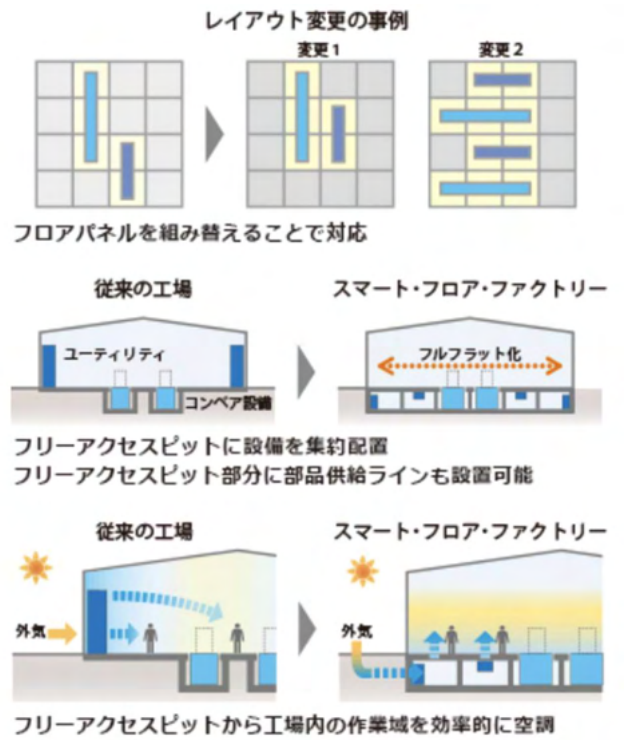 レイアウト変更の事例
変更1
変更2
フロアパネルを組み替えることで対応
従来の工場
スマート・フロア・ファクトリー
ユーティリティ
フルフラット化
コンベア設備
フリーアクセスピットに設備を集約配置
フリーアクセスピット部分に部品供給ラインも設置可能
従来の工場
スマート・フロア・ファクトリー
外気
外気
フリーアクセスピットから工場内の作業域を効率的に空調